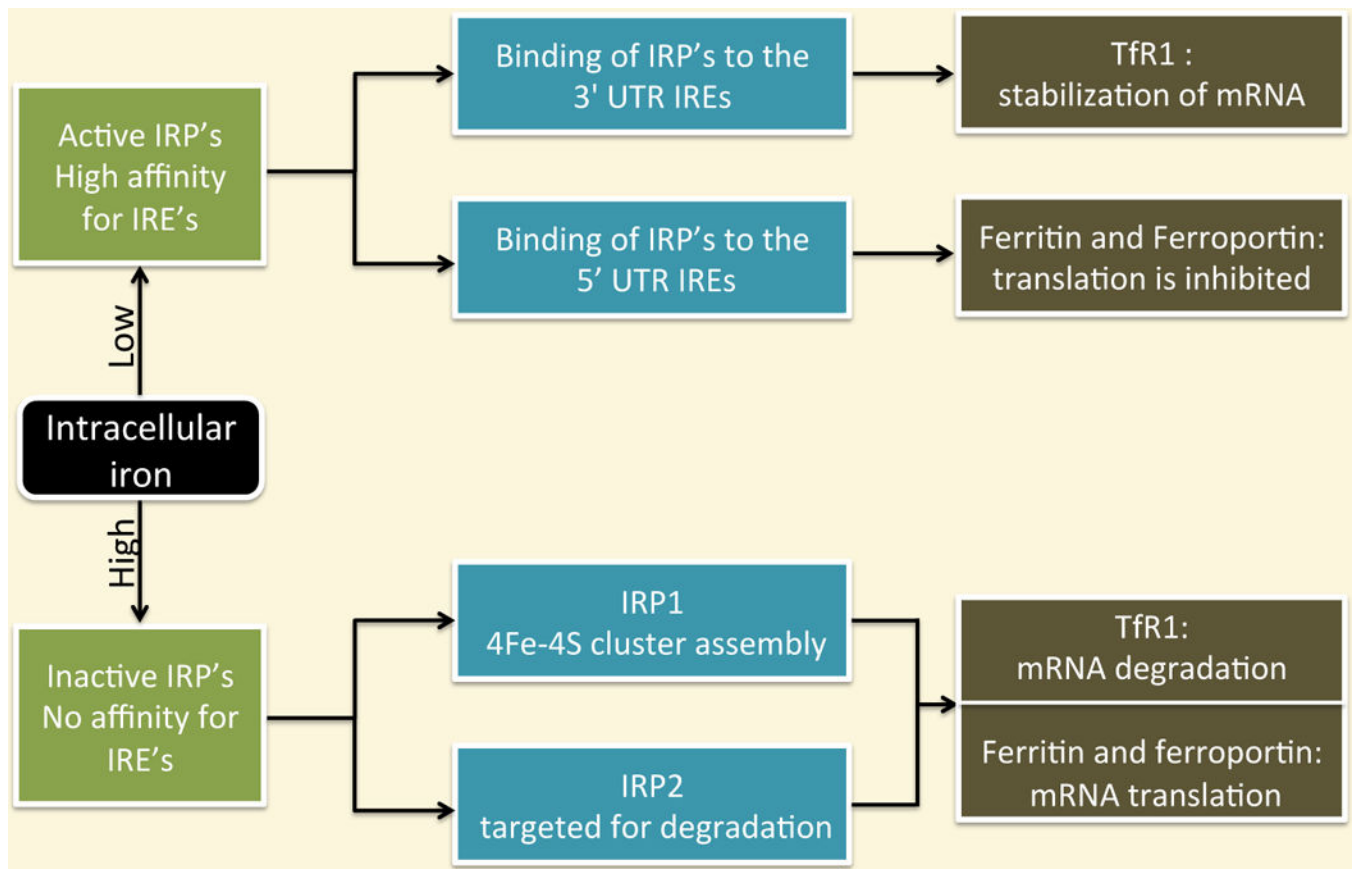 Binding of IRP's to the
3' UTR IREs
TfR1 :
stabilization of mRNA
Active IRP’s
High affinity
for IRE’s
Binding of IRP’s to the
5’ UTR IREs
Ferritin and Ferroportin:
translation is inhibited
Low
Intracellular
iron
High
Inactive IRP’s
No affinity for
IRE’s
IRP1
4Fe-4S cluster assembly
IRP2
targeted for degradation
TfR1:
mRNA degradation
Ferritin and ferroportin:
mRNA translation